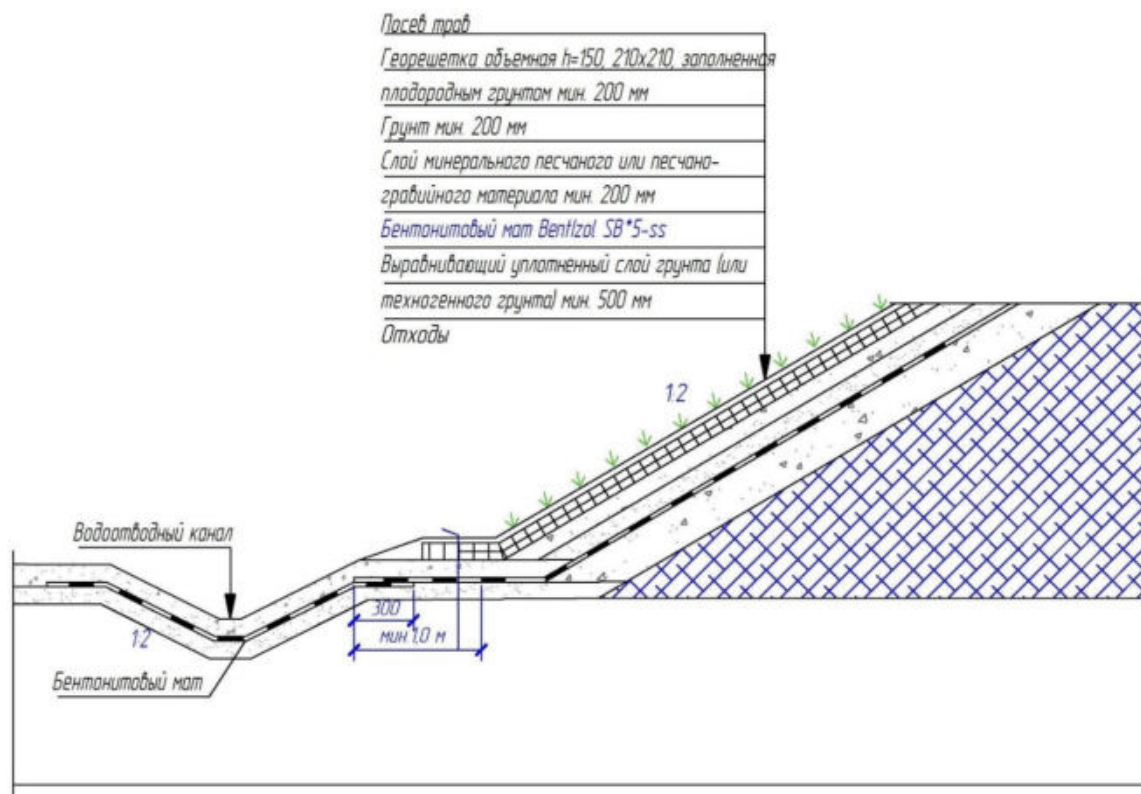 Посев трав
Георешетка объемная h=150, 210х210, заполненная
плодородным грунтом мин. 200 мм
Грунт мин. 200 мм
Слой минерального песчаного или песчано-
гравийного материала мин. 200 мм
Бентонитовый мат BentIzol SB*5-ss
Выравнивающий уплотненный слой грунта (или
техногенного грунта) мин. 500 мм
Отходы
1:2
Водоотводный канал
300
1:2
мин.1,0 м
Бентонитовый мат